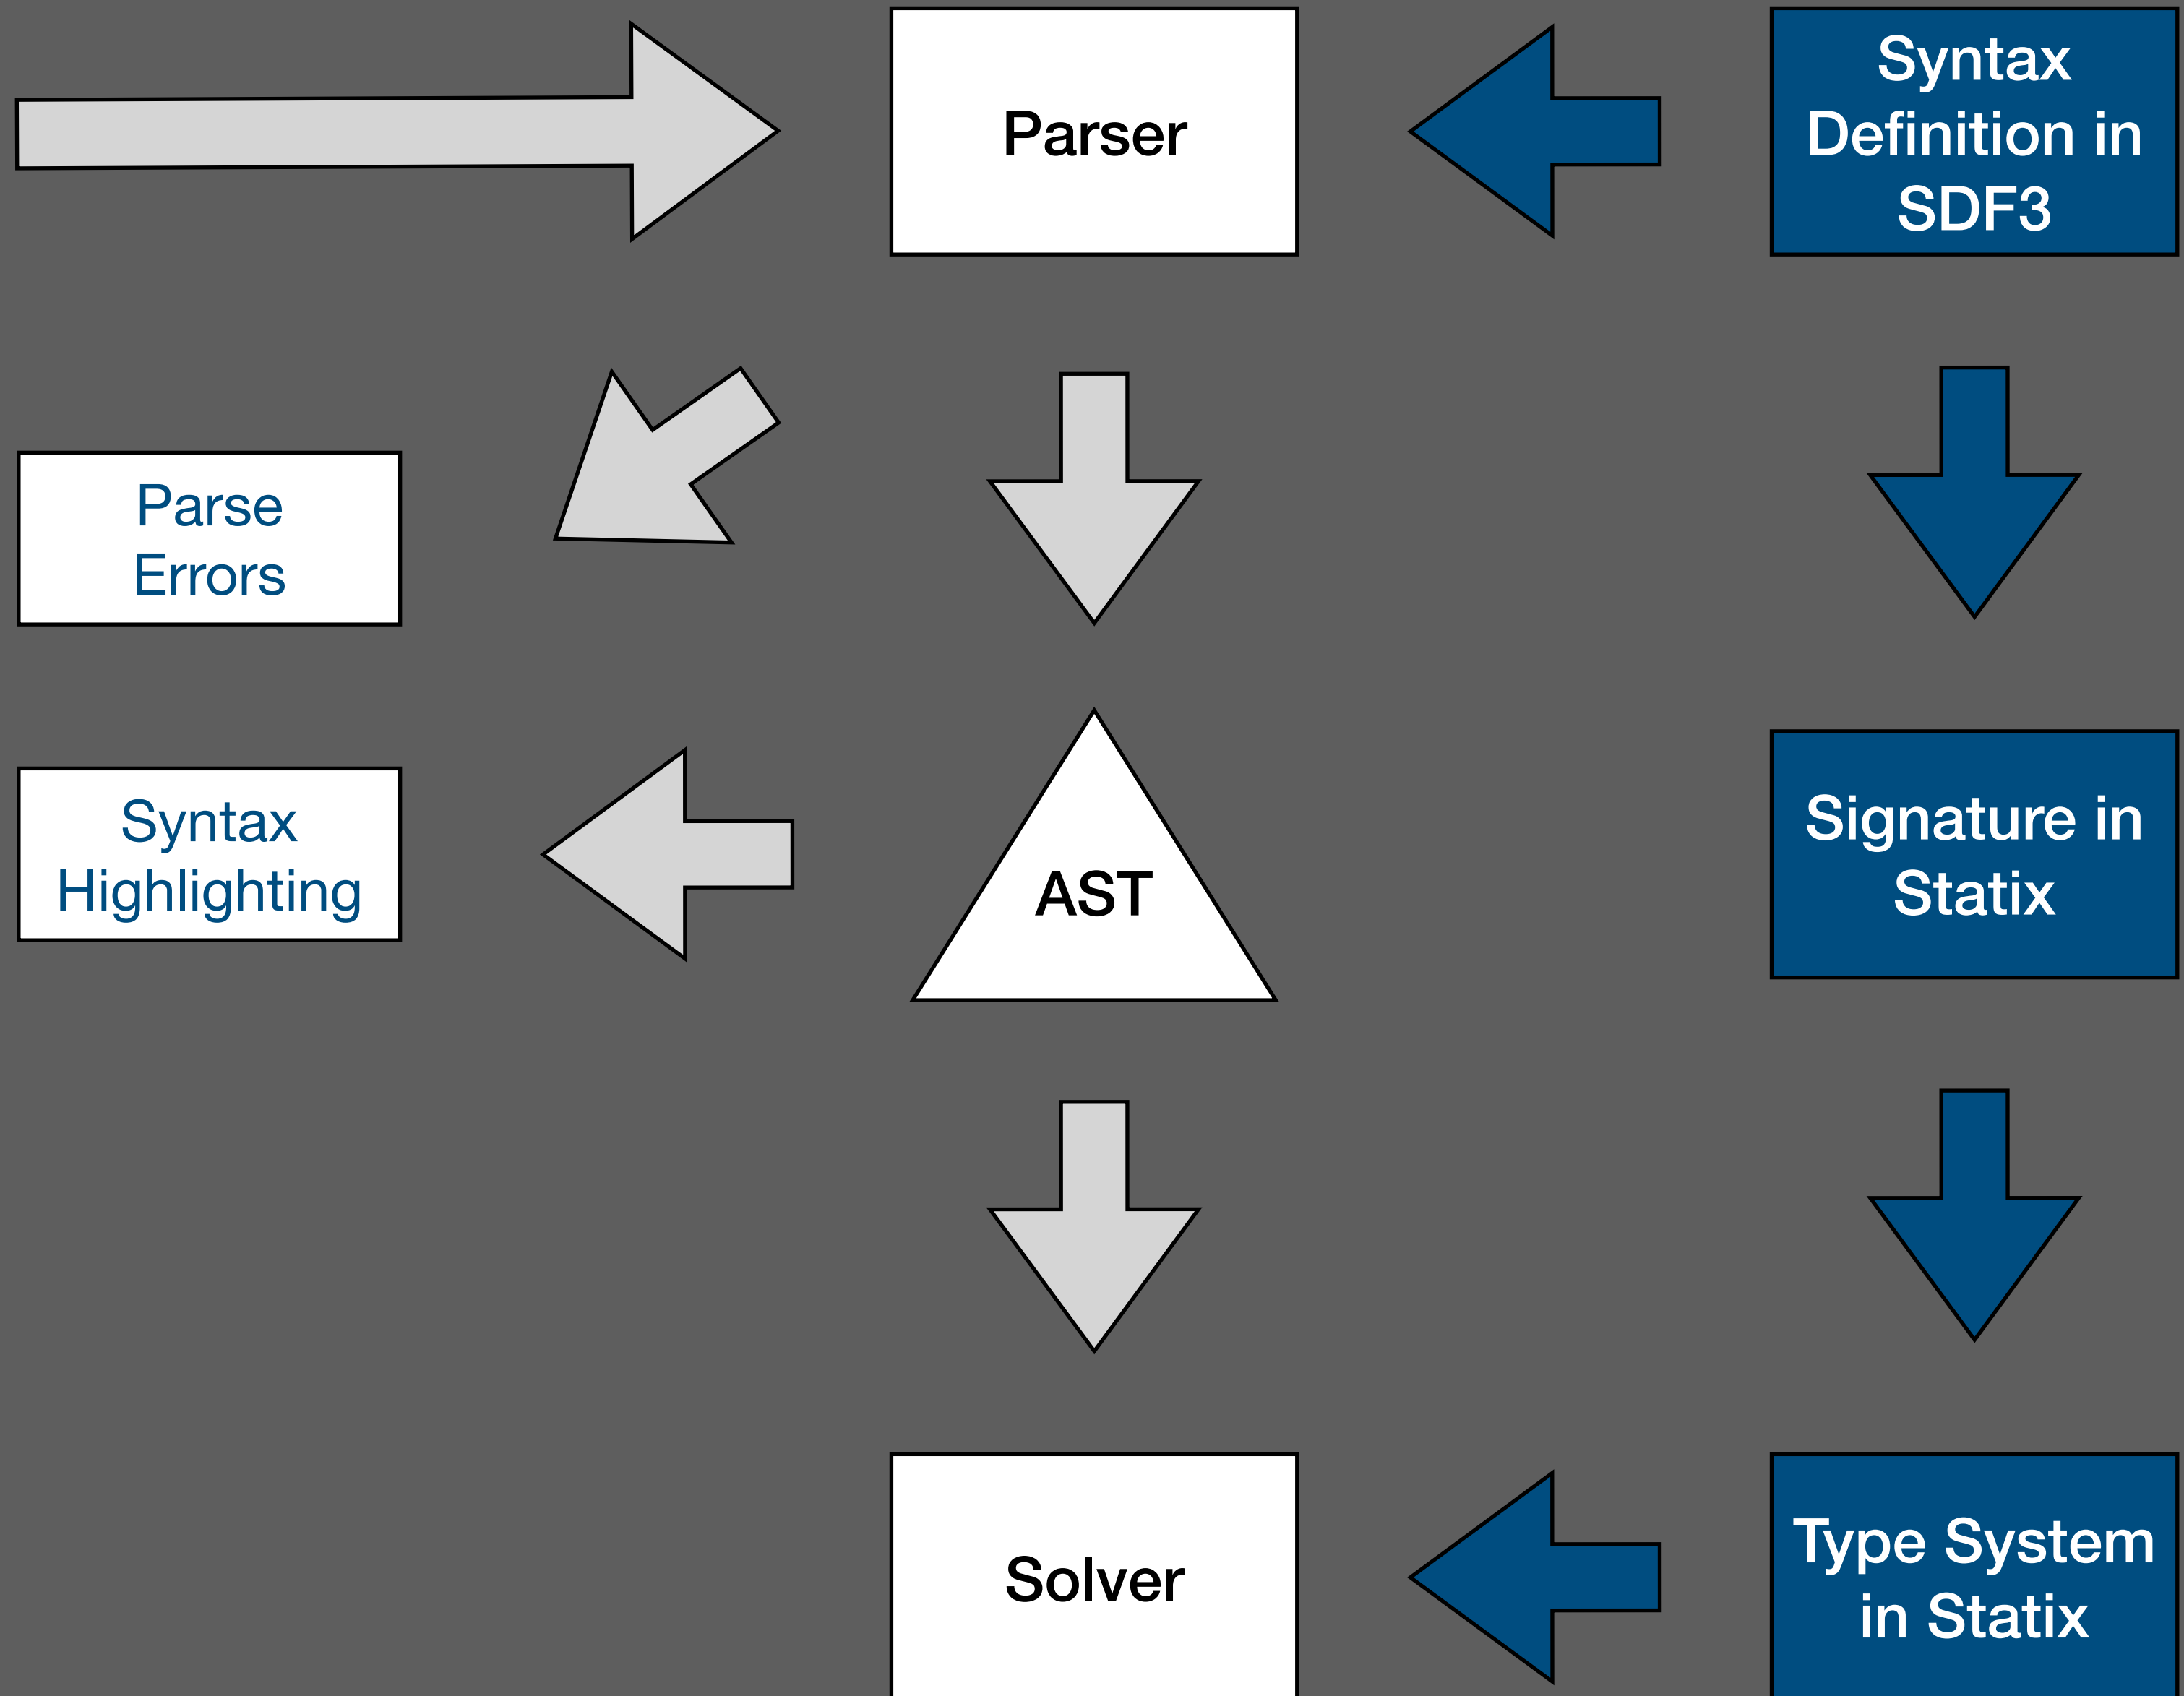 Parser
Syntax
Definition in
SDF3
Parse
Errors
Syntax
Highlighting
AST
Signature in
Statix
Solver
Type System
in Statix